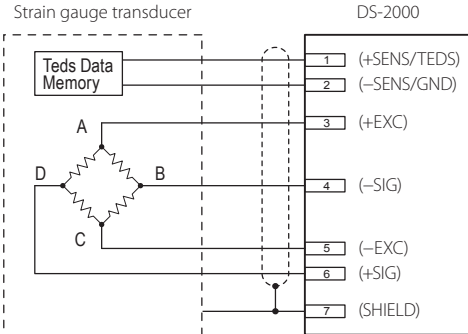 Strain gauge transducer
DS-2000
Teds Data
Memory
1 (+SENS/TEDS)
2 (−SENS/GND)
A
3 (+EXC)
D
B
4 (−SIG)
C
5 (−EXC)
6 (+SIG)
7 (SHIELD)